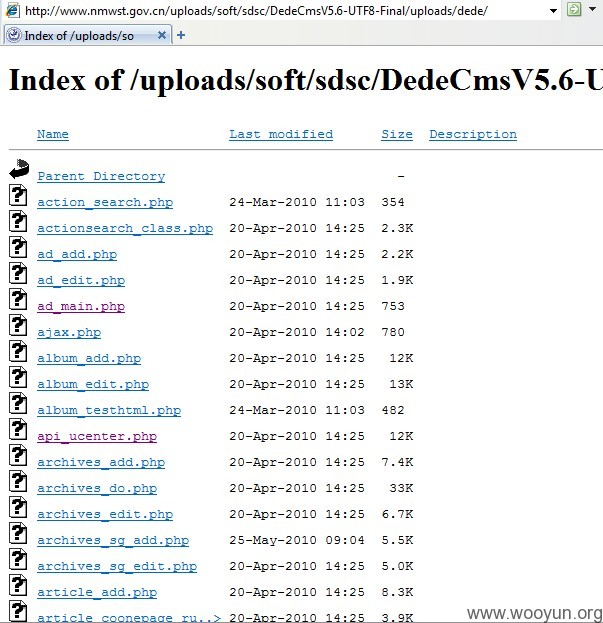 http://www.nmwst.gov.cn/uploads/soft/sdsc/DedeCmsV5.6-UTF8-Final/uploads/dede/
Index of /uploads/so
Index of /uploads/soft/sdsc/DedeCmsV5.6-U
Name Last modified Size Description
Parent Directory -
action_search.php 24-Mar-2010 11:03 354
actionsearch_class.php 20-Apr-2010 14:25 2.3K
ad_add.php 20-Apr-2010 14:25 2.2K
ad_edit.php 20-Apr-2010 14:25 1.9K
ad_main.php 20-Apr-2010 14:25 753
ajax.php 20-Apr-2010 14:02 780
album_add.php 20-Apr-2010 14:25 12K
album_edit.php 20-Apr-2010 14:25 13K
album_testhtml.php 24-Mar-2010 11:03 482
api_ucenter.php 20-Apr-2010 14:25 12K
archives_add.php 20-Apr-2010 14:25 7.4K
archives_do.php 20-Apr-2010 14:25 33K
archives_edit.php 20-Apr-2010 14:25 6.7K
archives_sg_add.php 25-May-2010 09:04 5.5K
archives_sg_edit.php 20-Apr-2010 14:25 5.0K
article_add.php 20-Apr-2010 14:25 8.3K
article_coonepage_ru..> 20-Apr-2010 14:25 3.9K
www.wooyun.org